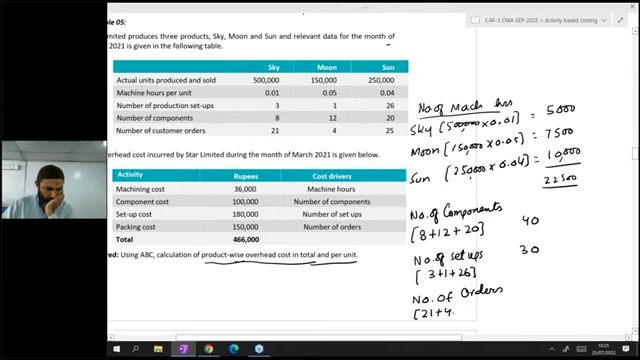 CAF-3 CMA SEP-2022
Activity based costing
le 05:
imited produces three products, Sky, Moon and Sun and relevant data for the month of
2021 is given in the following table.
Sky Moon Sun
Actual units produced and sold 500,000 150,000 250,000
Machine hours per unit 0.01 0.05 0.04
Number of production set-ups 3 1 26
Number of components 8 12 20
Number of customer orders 21 4 25
verhead cost incurred by Star Limited during the month of March 2021 is given below.
Activity Rupees Cost drivers
Machining cost 36,000 Machine hours
Component cost 100,000 Number of components
Set-up cost 180,000 Number of set ups
Packing cost 150,000 Number of orders
Total 466,000
red: Using ABC, calculation of product-wise overhead cost in total and per unit.
No. of Mach hrs
Sky [500,000 x 0.01] = 5000
Moon [150,000 x 0.05] = 7500
Sun [250,000 x 0.04] = 10,000
22500
No. of Components
[8+12+20] 40
No. of set ups 30
[3+1+26]
No. of Orders
[21+4
10:25
25/07/2022